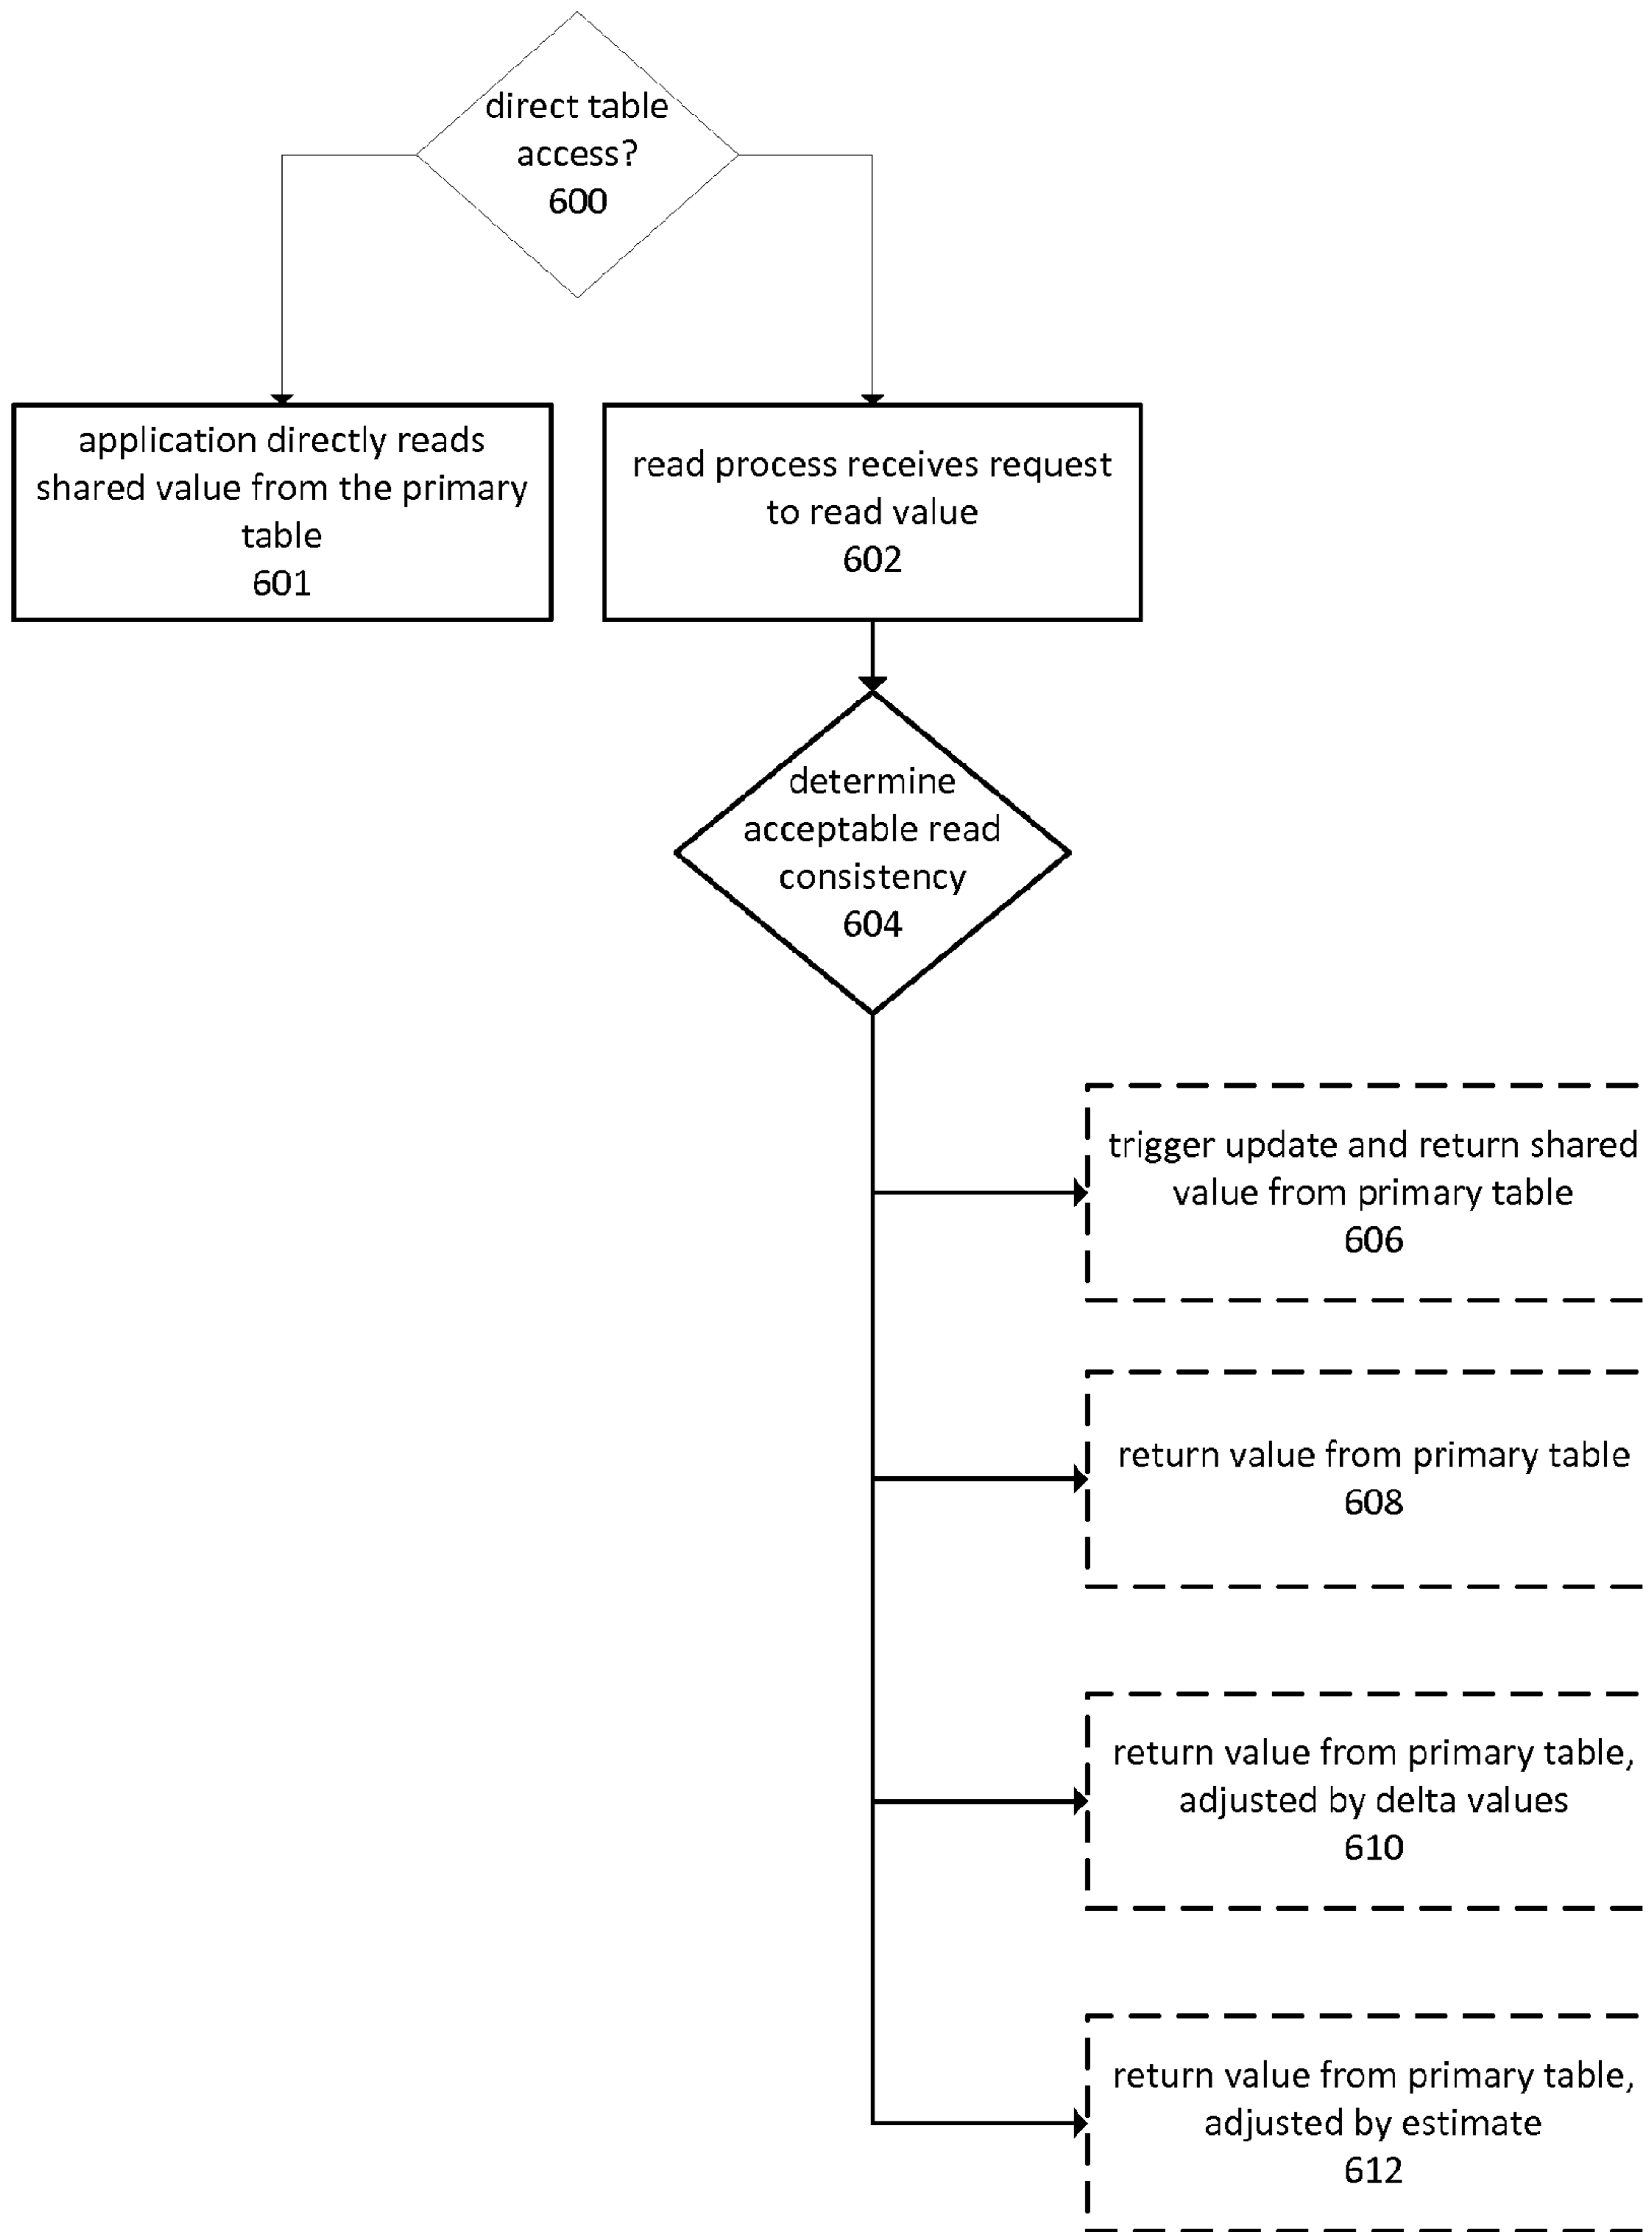 direct table
access?
600
application directly reads
shared value from the primary
table
601
read process receives request
to read value
602
determine
acceptable read
consistency
604
trigger update and return shared
value from primary table
606
return value from primary table
608
return value from primary table,
adjusted by delta values
610
return value from primary table,
adjusted by estimate
612